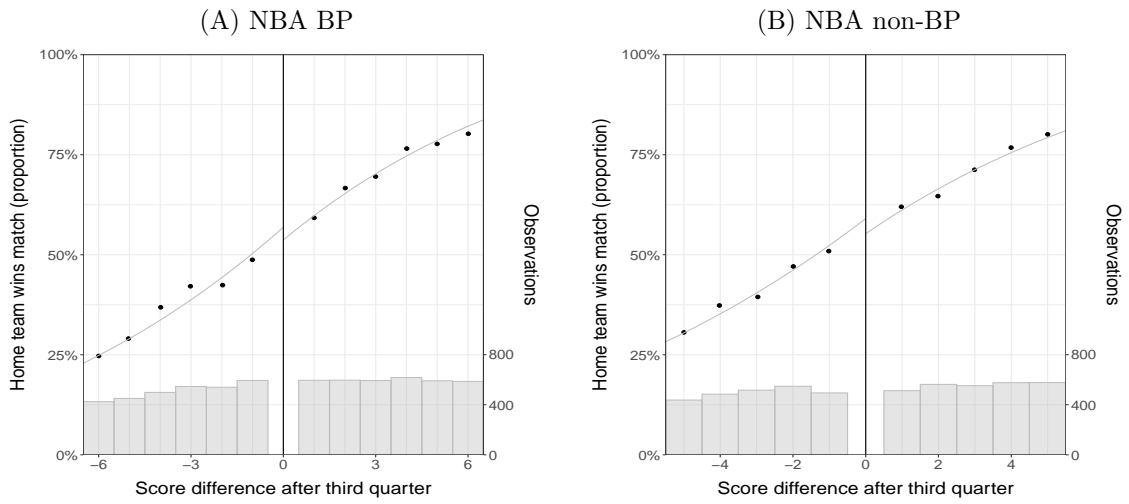 (A) NBA BP
100%
75%
50%
25%
0%
Home team wins match (proportion)
800
400
0
Observations
−6 −3 0 3 6
Score difference after third quarter
(B) NBA non-BP
100%
75%
50%
25%
0%
Home team wins match (proportion)
800
400
0
Observations
−4 −2 0 2 4
Score difference after third quarter